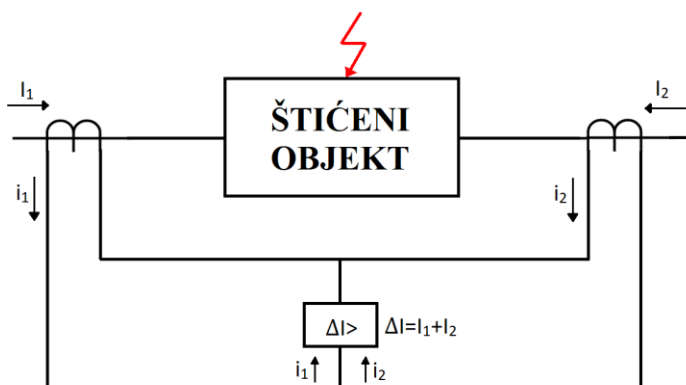 I₁
I₂
ŠTIĆENI
OBJEKT
i₁
i₂
ΔI>
ΔI=I₁+I₂
i₁
i₂